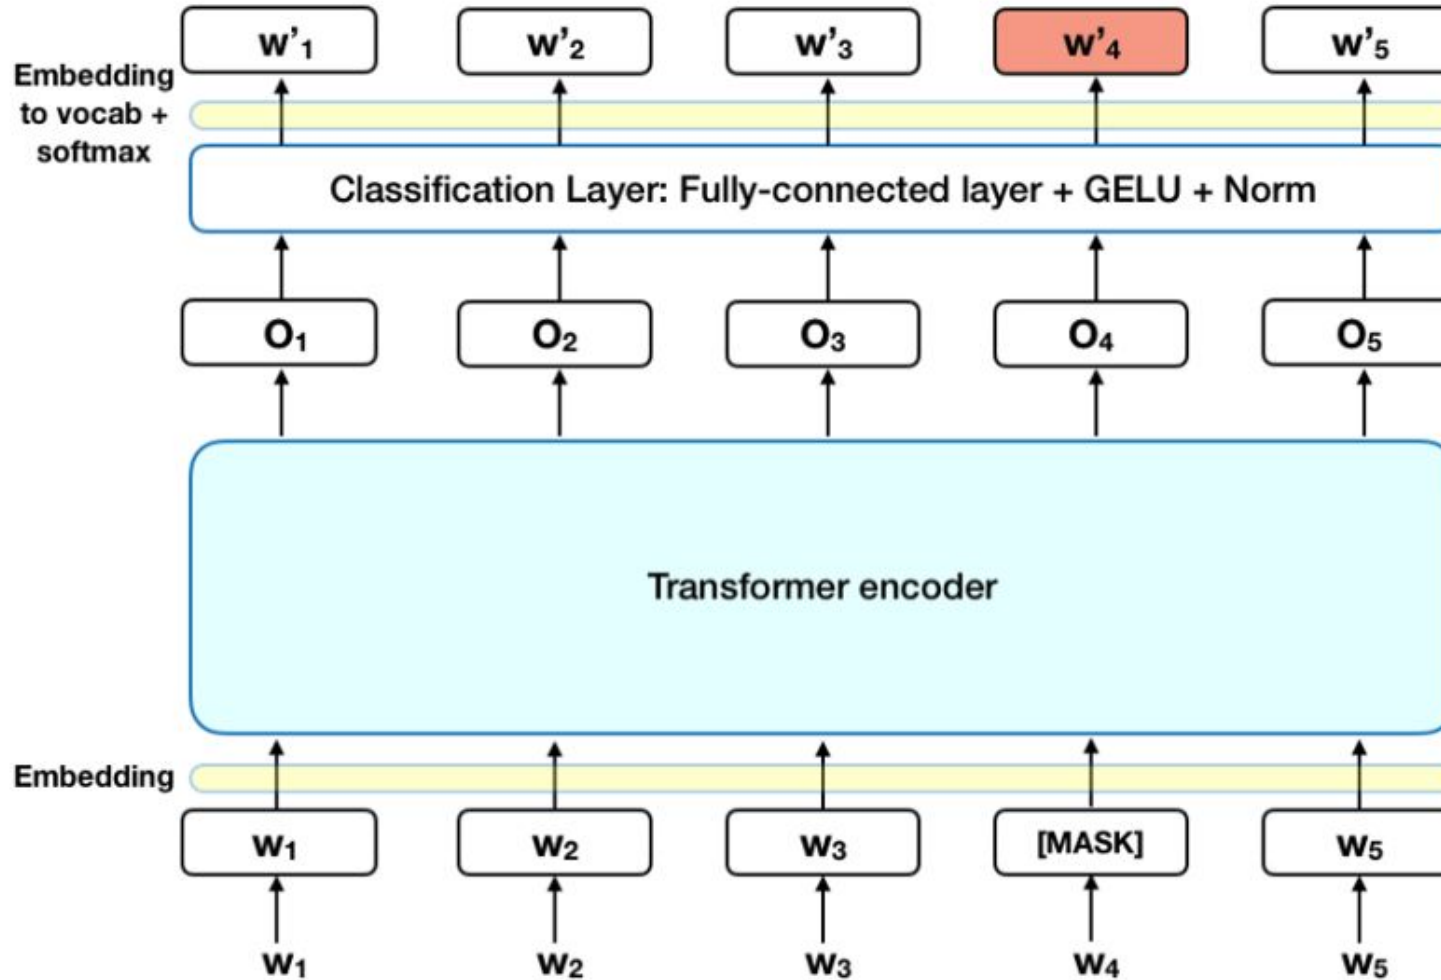 w’₁ w’₂ w’₃ w’₄ w’₅
Embedding
to vocab +
softmax
Classification Layer: Fully-connected layer + GELU + Norm
O₁ O₂ O₃ O₄ O₅
Transformer encoder
Embedding
w₁ w₂ w₃ [MASK] w₅
w₁ w₂ w₃ w₄ w₅